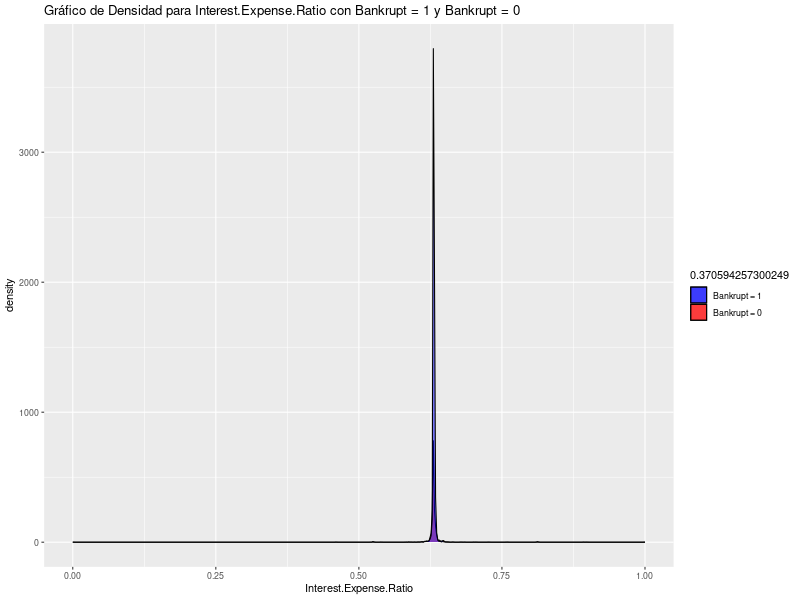 Gráfico de Densidad para Interest.Expense.Ratio con Bankrupt = 1 y Bankrupt = 0
3000
2000
1000
0
density
0.00 0.25 0.50 0.75 1.00
Interest.Expense.Ratio
0.370594257300249
Bankrupt = 1
Bankrupt = 0